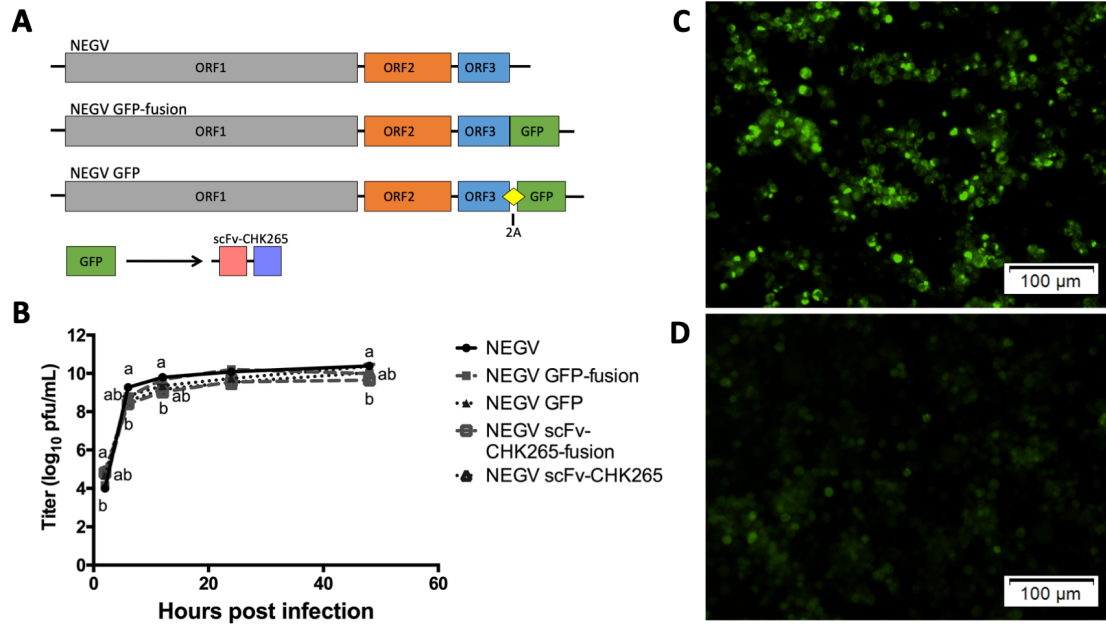 A
NEGV
ORF1
ORF2
ORF3
NEGV GFP-fusion
ORF1
ORF2
ORF3
GFP
NEGV GFP
ORF1
ORF2
ORF3
GFP
2A
scFv-CHK265
GFP
B
12
10
8
6
4
2
0
0
20
40
60
Titer (log10 pfu/mL)
Hours post infection
a
a
a
ab
b
b
ab
ab
b
a
ab
b
NEGV
NEGV GFP-fusion
NEGV GFP
NEGV scFv-
CHK265-fusion
NEGV scFv-CHK265
C
100 µm
D
100 µm